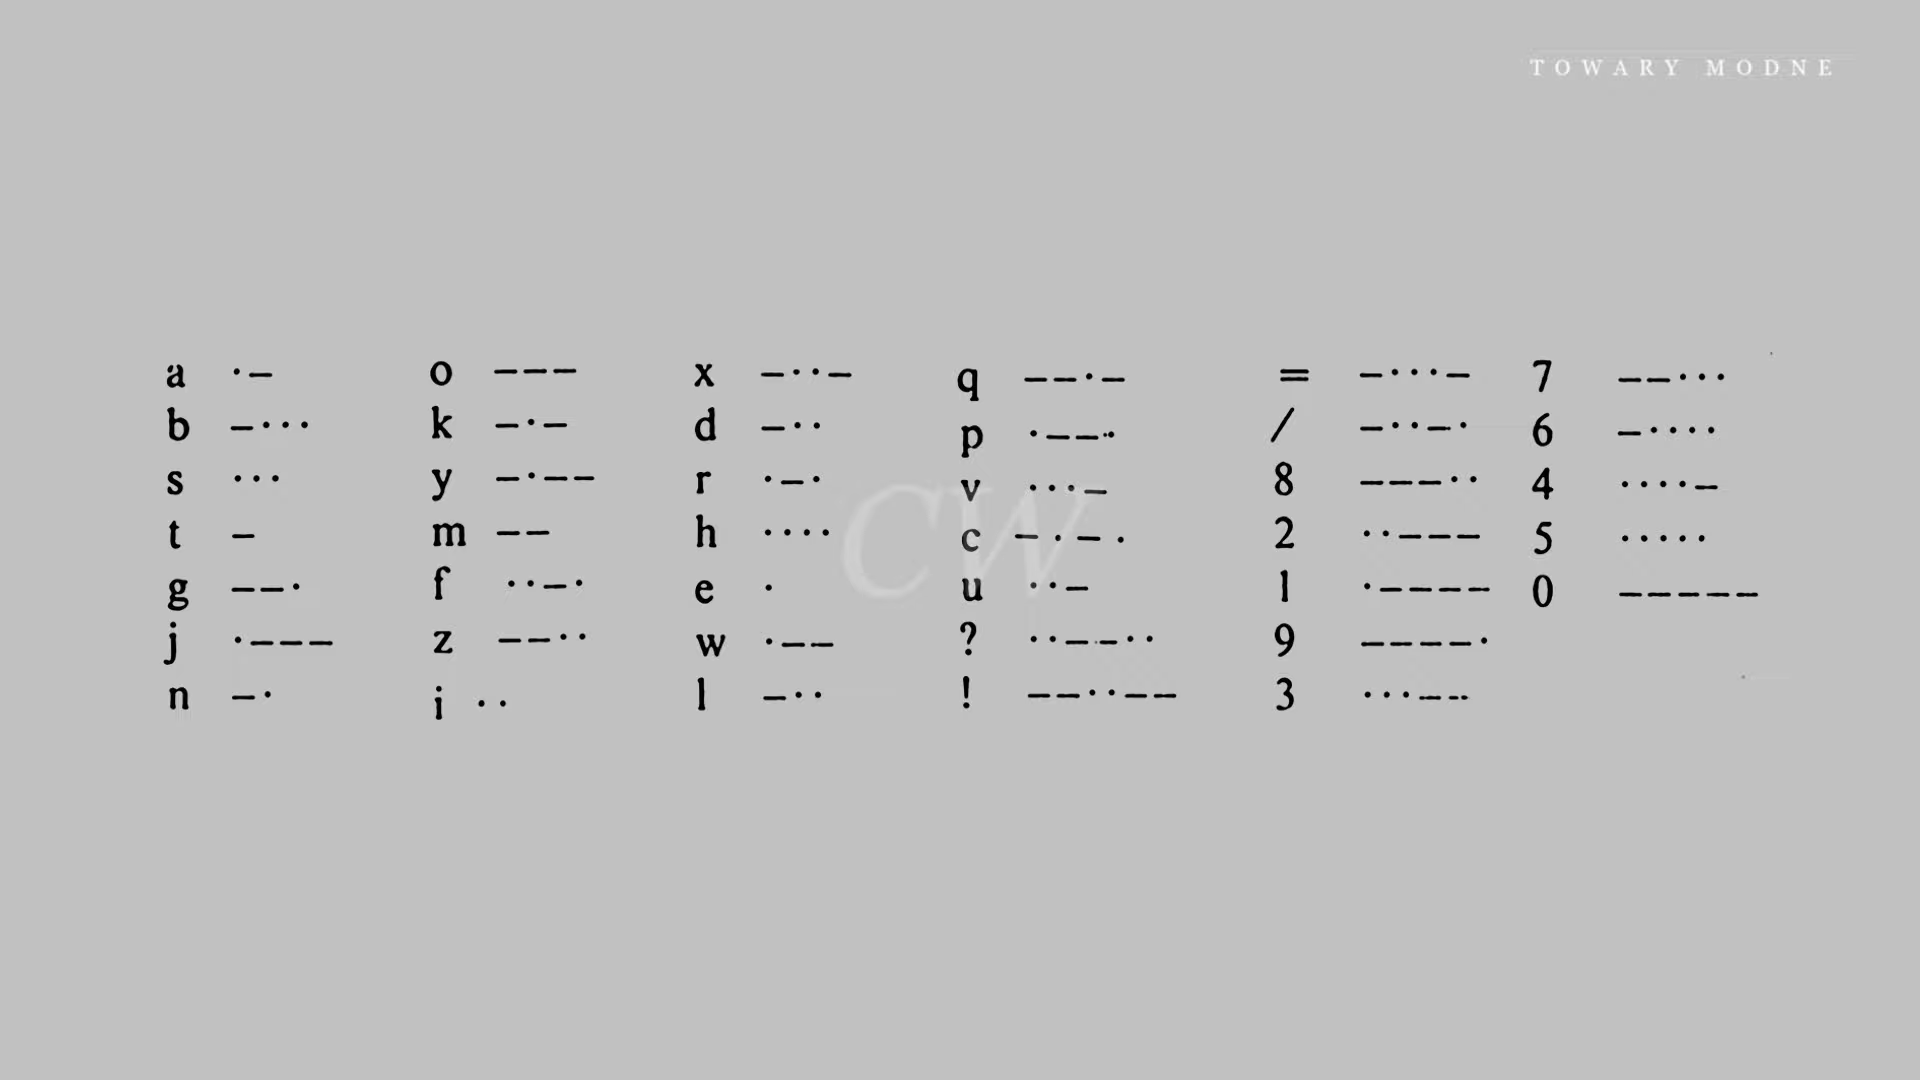 TOWARY MODNE
a ·– o ––– x –··– q ––·– = –···– 7 ––···
b –··· k –·– d –·· p ·––·· / –··–· 6 –····
s ··· y –·–– r ·–· v ···– 8 –––·· 4 ····–
t – m –– h ···· c –·–· 2 ··––– 5 ·····
g ––· f ··–· e · u ··– 1 ·–––– 0 –––––
j ·––– z ––·· w ·–– ? ··––·· 9 ––––·
n –· i ·· l –·· ! ––··–– 3 ···––
CW